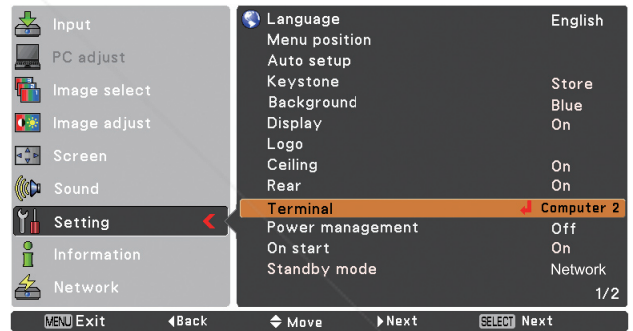 Input
PC adjust
Image select
Image adjust
Screen
Sound
Setting
Information
Network
Language English
Menu position
Auto setup
Keystone Store
Background Blue
Display On
Logo
Ceiling On
Rear On
Terminal Computer 2
Power management Off
On start On
Standby mode Network
1/2
MENU Exit Back Move Next SELECT Next